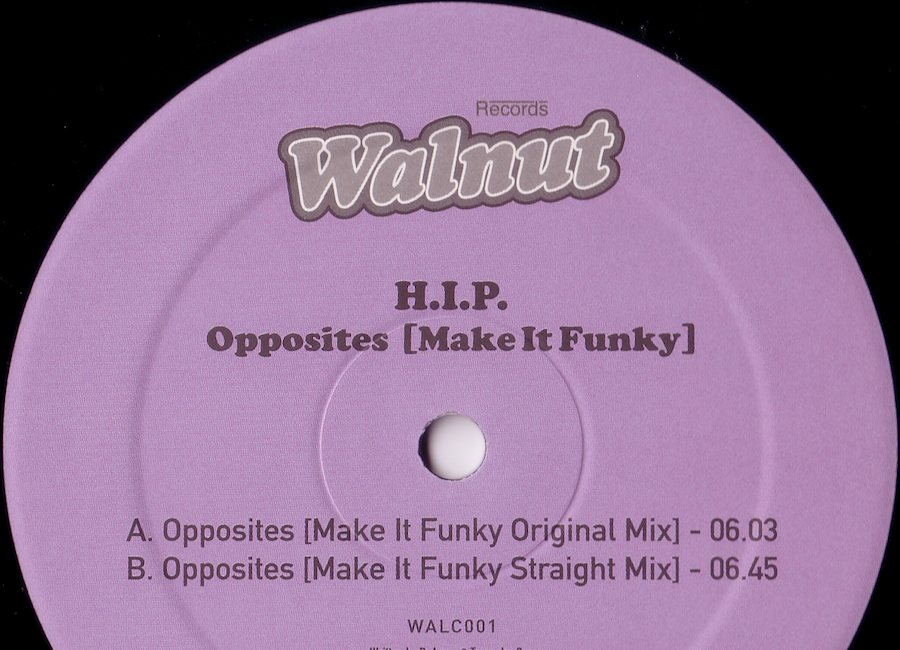 Records
Walnut
H.I.P.
Opposites [Make It Funky]
A. Opposites [Make It Funky Original Mix] - 06.03
B. Opposites [Make It Funky Straight Mix] - 06.45
WALC001